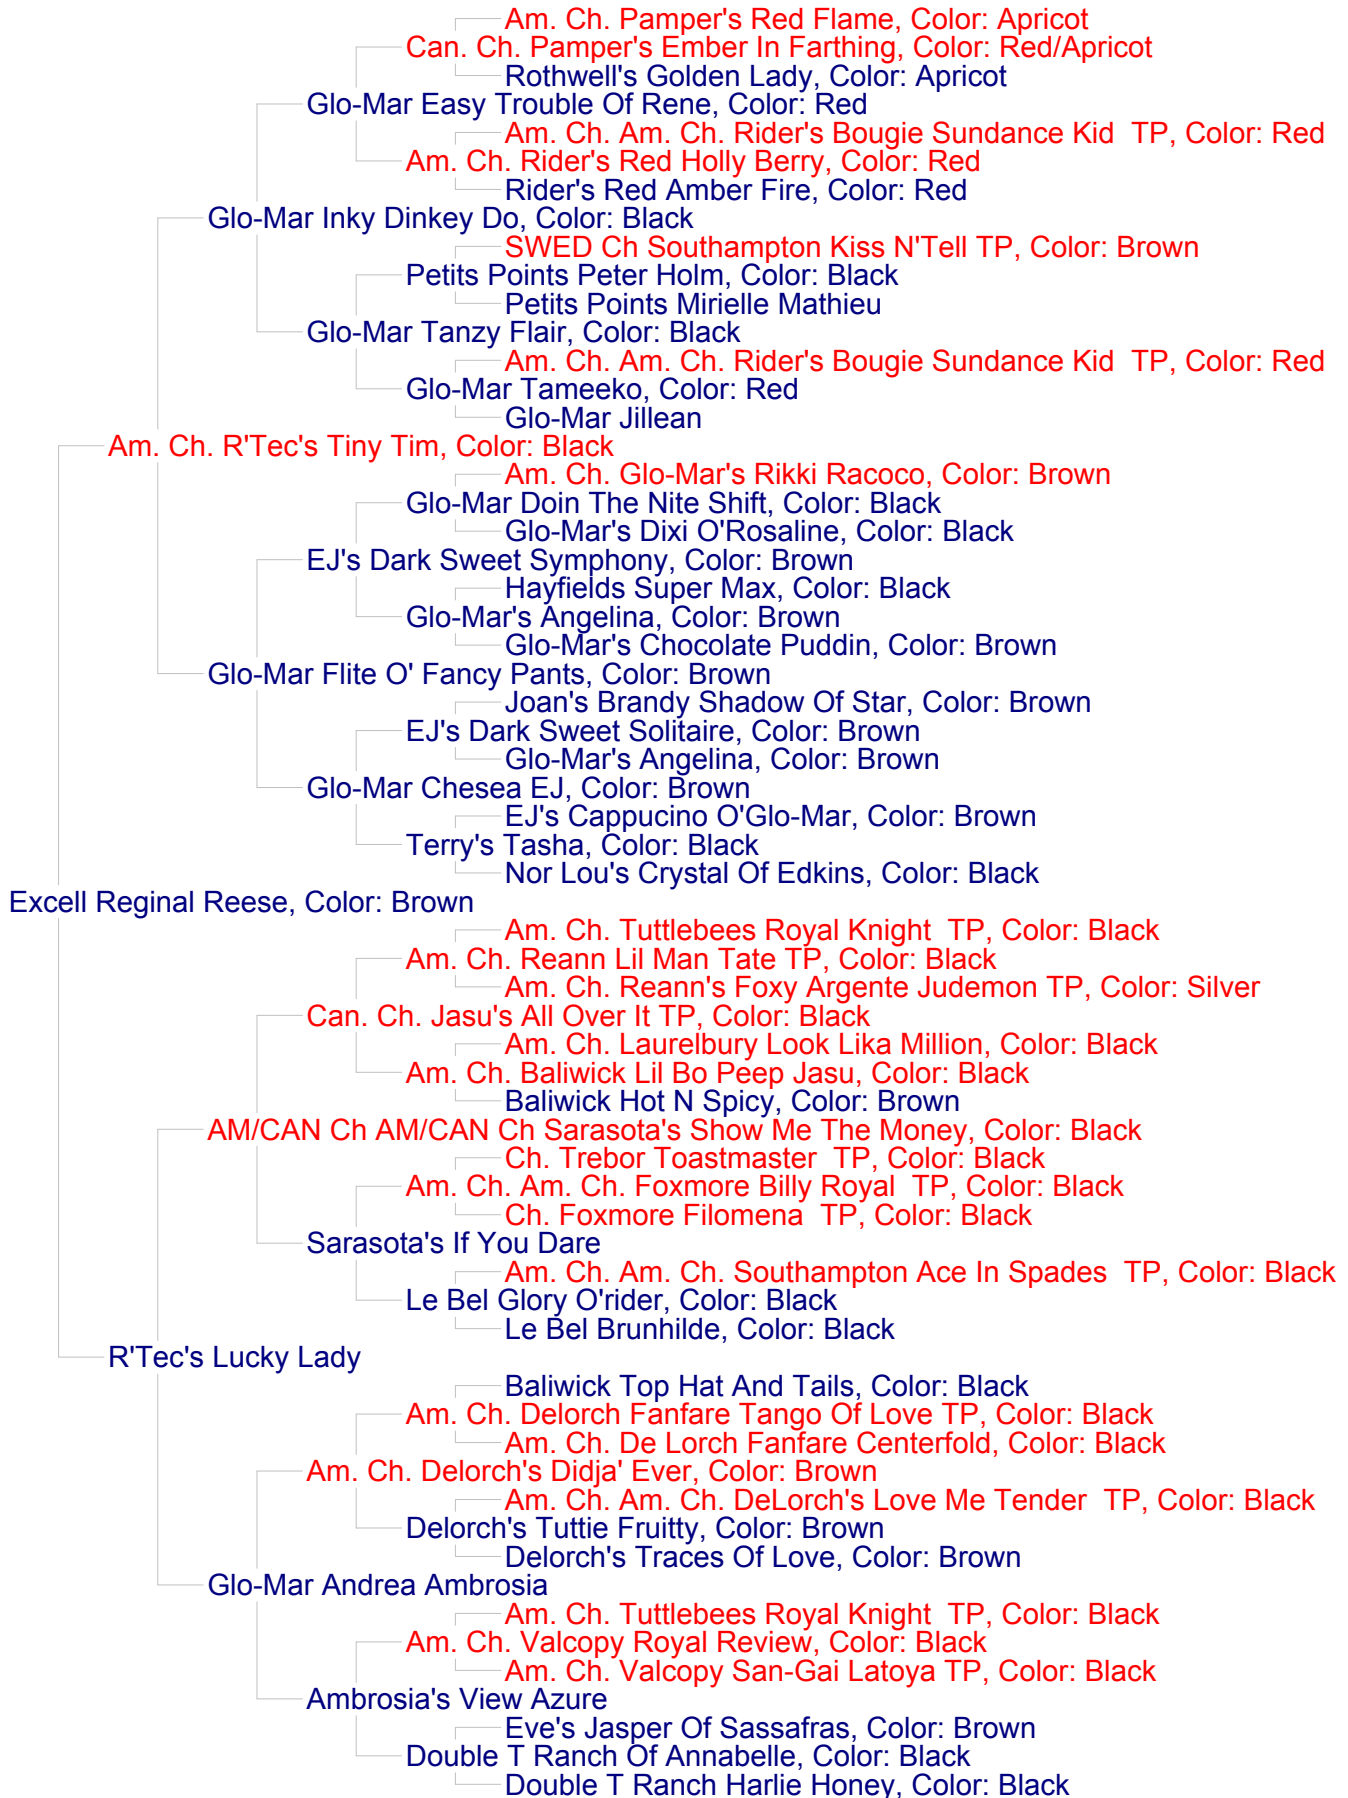 Am. Ch. Pamper's Red Flame, Color: Apricot
Can. Ch. Pamper's Ember In Farthing, Color: Red/Apricot
Rothwell's Golden Lady, Color: Apricot
Glo-Mar Easy Trouble Of Rene, Color: Red
Am. Ch. Am. Ch. Rider's Bougie Sundance Kid  TP, Color: Red
Am. Ch. Rider's Red Holly Berry, Color: Red
Rider's Red Amber Fire, Color: Red
Glo-Mar Inky Dinkey Do, Color: Black
SWED Ch Southampton Kiss N'Tell TP, Color: Brown
Petits Points Peter Holm, Color: Black
Petits Points Mirielle Mathieu
Glo-Mar Tanzy Flair, Color: Black
Am. Ch. Am. Ch. Rider's Bougie Sundance Kid  TP, Color: Red
Glo-Mar Tameeko, Color: Red
Glo-Mar Jillean
Am. Ch. R'Tec's Tiny Tim, Color: Black
Am. Ch. Glo-Mar's Rikki Racoco, Color: Brown
Glo-Mar Doin The Nite Shift, Color: Black
Glo-Mar's Dixi O'Rosaline, Color: Black
EJ's Dark Sweet Symphony, Color: Brown
Hayfields Super Max, Color: Black
Glo-Mar's Angelina, Color: Brown
Glo-Mar's Chocolate Puddin, Color: Brown
Glo-Mar Flite O' Fancy Pants, Color: Brown
Joan's Brandy Shadow Of Star, Color: Brown
EJ's Dark Sweet Solitaire, Color: Brown
Glo-Mar's Angelina, Color: Brown
Glo-Mar Chesea EJ, Color: Brown
EJ's Cappucino O'Glo-Mar, Color: Brown
Terry's Tasha, Color: Black
Nor Lou's Crystal Of Edkins, Color: Black
Excell Reginal Reese, Color: Brown
Am. Ch. Tuttlebees Royal Knight  TP, Color: Black
Am. Ch. Reann Lil Man Tate TP, Color: Black
Am. Ch. Reann's Foxy Argente Judemon TP, Color: Silver
Can. Ch. Jasu's All Over It TP, Color: Black
Am. Ch. Laurelbury Look Lika Million, Color: Black
Am. Ch. Baliwick Lil Bo Peep Jasu, Color: Black
Baliwick Hot N Spicy, Color: Brown
AM/CAN Ch AM/CAN Ch Sarasota's Show Me The Money, Color: Black
Ch. Trebor Toastmaster  TP, Color: Black
Am. Ch. Am. Ch. Foxmore Billy Royal  TP, Color: Black
Ch. Foxmore Filomena  TP, Color: Black
Sarasota's If You Dare
Am. Ch. Am. Ch. Southampton Ace In Spades  TP, Color: Black
Le Bel Glory O'rider, Color: Black
Le Bel Brunhilde, Color: Black
R'Tec's Lucky Lady
Baliwick Top Hat And Tails, Color: Black
Am. Ch. Delorch Fanfare Tango Of Love TP, Color: Black
Am. Ch. De Lorch Fanfare Centerfold, Color: Black
Am. Ch. Delorch's Didja' Ever, Color: Brown
Am. Ch. Am. Ch. DeLorch's Love Me Tender  TP, Color: Black
Delorch's Tuttie Fruitty, Color: Brown
Delorch's Traces Of Love, Color: Brown
Glo-Mar Andrea Ambrosia
Am. Ch. Tuttlebees Royal Knight  TP, Color: Black
Am. Ch. Valcopy Royal Review, Color: Black
Am. Ch. Valcopy San-Gai Latoya TP, Color: Black
Ambrosia's View Azure
Eve's Jasper Of Sassafras, Color: Brown
Double T Ranch Of Annabelle, Color: Black
Double T Ranch Harlie Honey, Color: Black